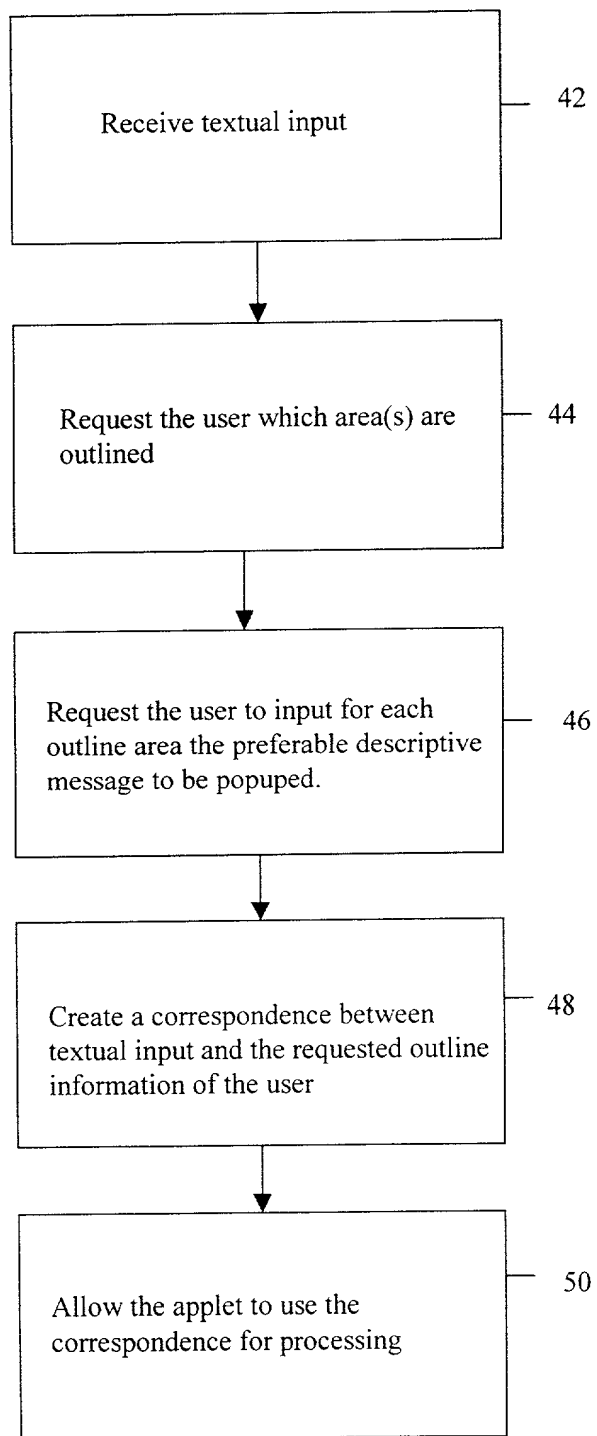 Receive textual input
42
Request the user which area(s) are
outlined
44
Request the user to input for each
outline area the preferable descriptive
message to be popuped.
46
Create a correspondence between
textual input and the requested outline
information of the user
48
Allow the applet to use the
correspondence for processing
50